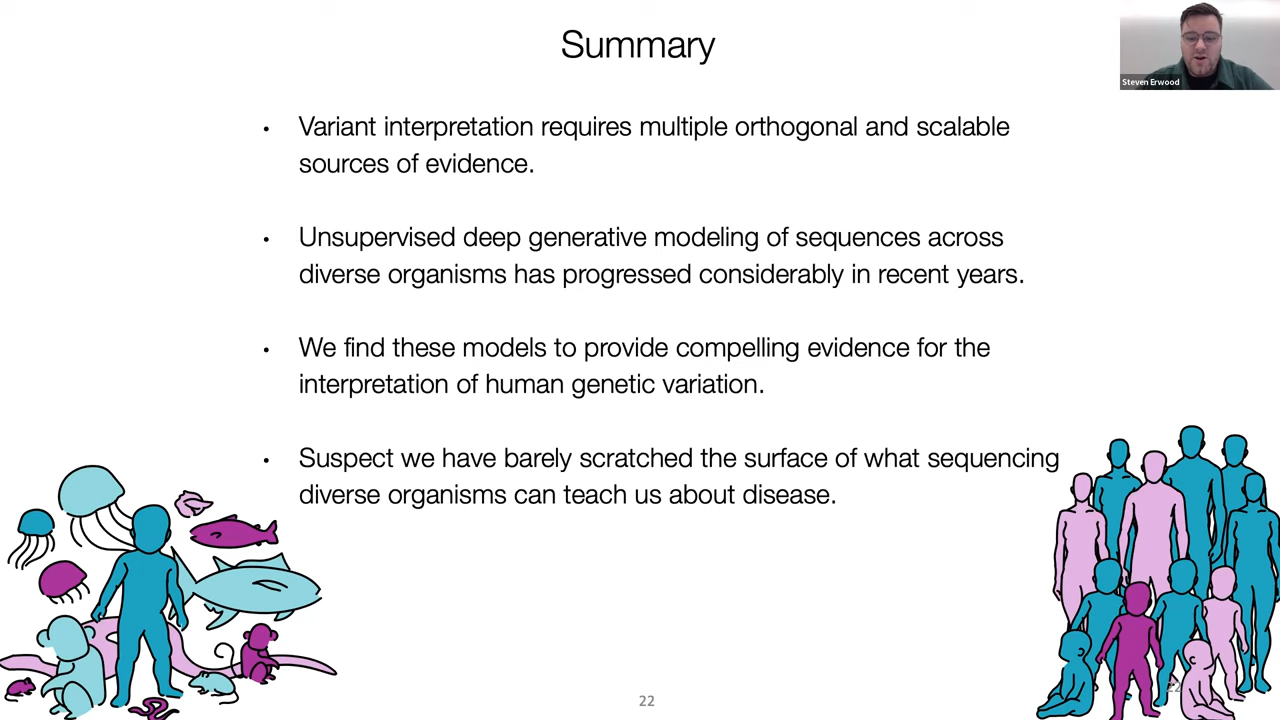 Summary
Steven Erwood
• Variant interpretation requires multiple orthogonal and scalable
sources of evidence.
• Unsupervised deep generative modeling of sequences across
diverse organisms has progressed considerably in recent years.
• We find these models to provide compelling evidence for the
interpretation of human genetic variation.
• Suspect we have barely scratched the surface of what sequencing
diverse organisms can teach us about disease.
22
22